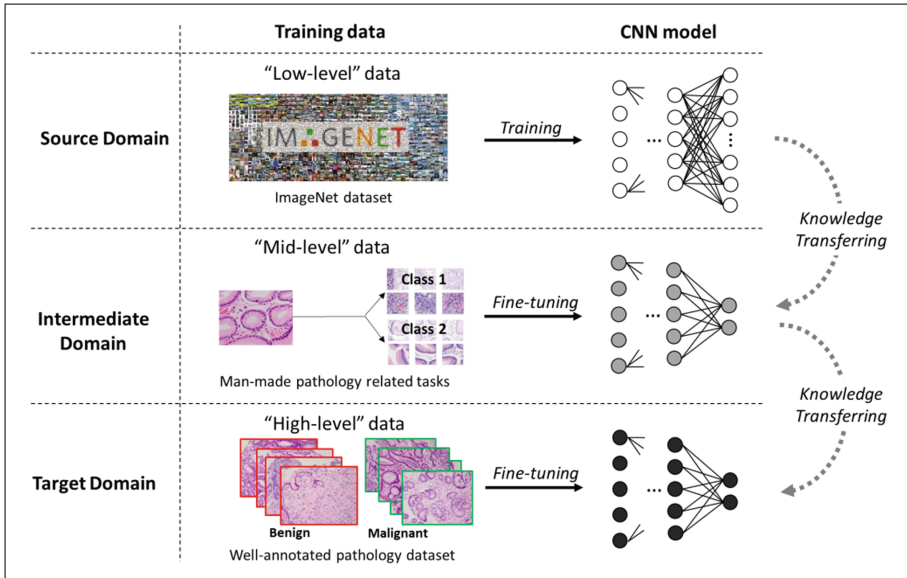 Training data
CNN model
Source Domain
"Low-level" data
IMAGENET
ImageNet dataset
Training
...
Knowledge
Transferring
Intermediate
Domain
"Mid-level" data
Class 1
Class 2
Man-made pathology related tasks
Fine-tuning
...
Knowledge
Transferring
Target Domain
"High-level" data
Benign
Malignant
Well-annotated pathology dataset
Fine-tuning
...